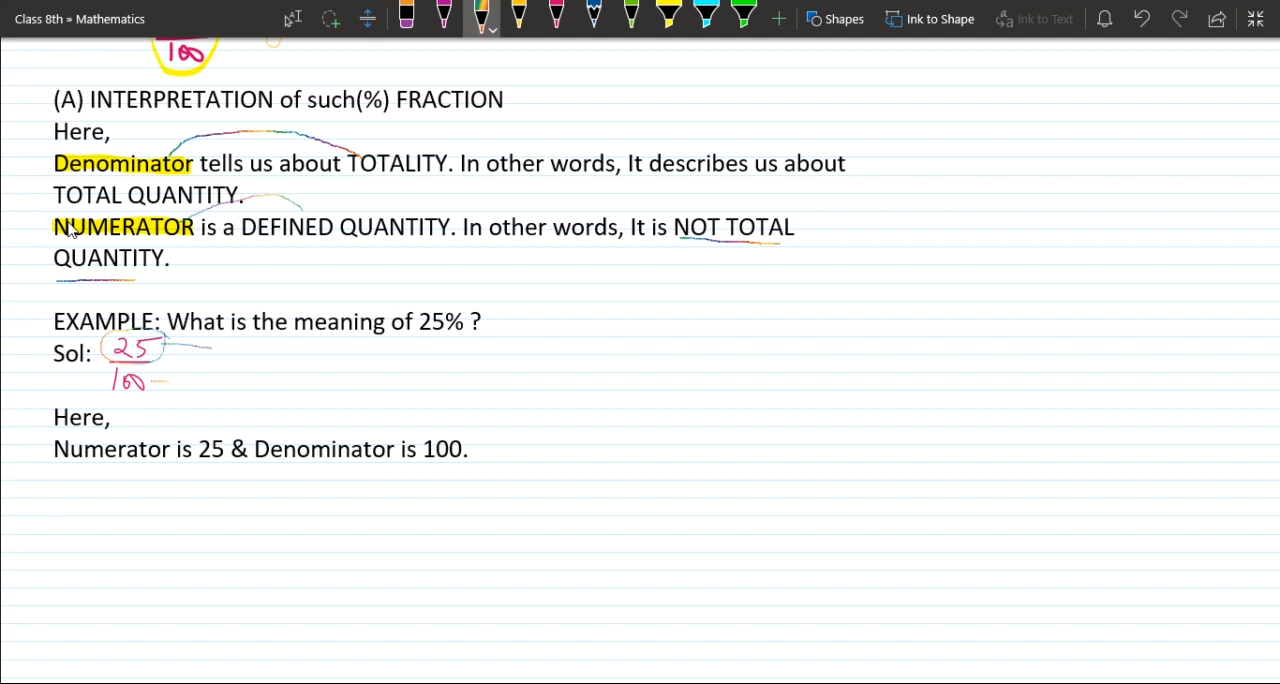 Class 8th » Mathematics
Shapes
Ink to Shape
Ink to Text
100
(A) INTERPRETATION of such(%) FRACTION
Here,
Denominator tells us about TOTALITY. In other words, It describes us about
TOTAL QUANTITY.
NUMERATOR is a DEFINED QUANTITY. In other words, It is NOT TOTAL
QUANTITY.
EXAMPLE: What is the meaning of 25% ?
Sol: 25
100
Here,
Numerator is 25 & Denominator is 100.